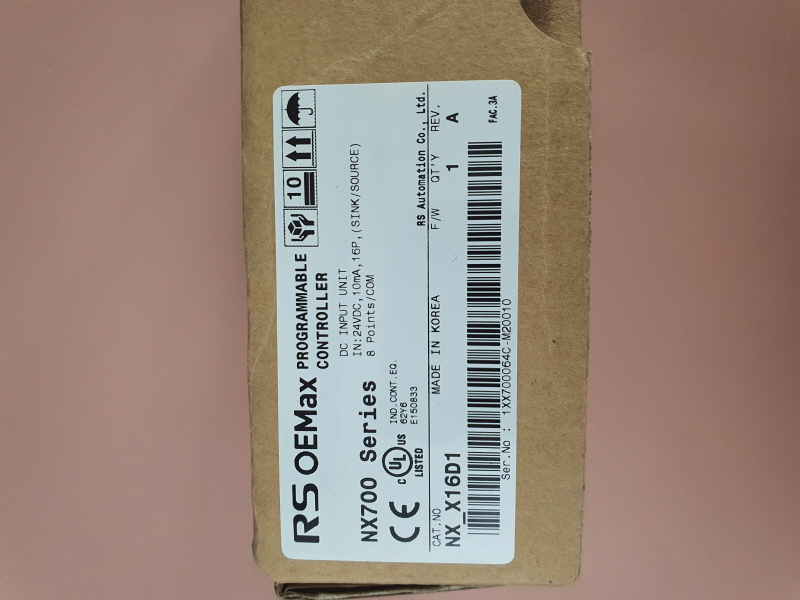 RS OEMax PROGRAMMABLE CONTROLLER
10
NX700 Series
DC INPUT UNIT
IN:24VDC,10mA,16P,(SINK/SOURCE)
8 Points/COM
CE
C UL US
LISTED
IND.CONT.EQ.
62Y6
E150833
RS Automation Co., Ltd.
CAT.NO MADE IN KOREA F/W QT'Y REV.
NX_X16D1 1 A
Ser.No : 1XX700064C-M20010
FAC.3A